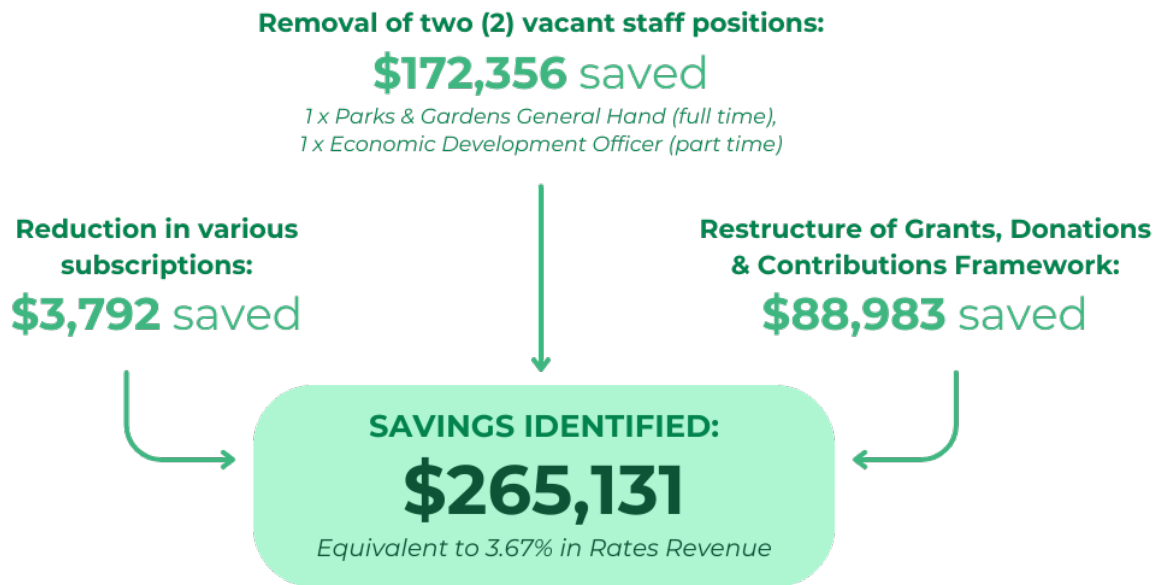 Removal of two (2) vacant staff positions:
$172,356 saved
1 x Parks & Gardens General Hand (full time),
1 x Economic Development Officer (part time)
Reduction in various
subscriptions:
$3,792 saved
Restructure of Grants, Donations
& Contributions Framework:
$88,983 saved
SAVINGS IDENTIFIED:
$265,131
Equivalent to 3.67% in Rates Revenue